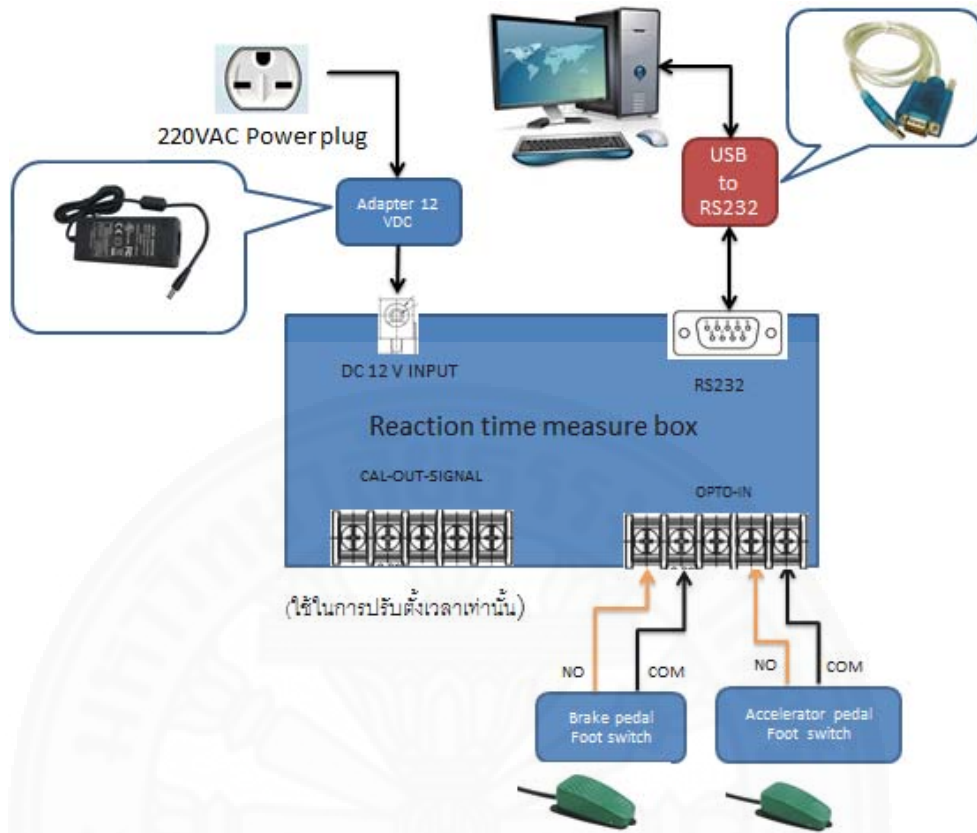 220VAC Power plug
USB
to
RS232
Adapter 12
VDC
DC 12 V INPUT
RS232
Reaction time measure box
CAL-OUT-SIGNAL
OPTO-IN
(ใช้ในการปรับตั้งเวลาเท่านั้น)
NO
COM
NO
COM
Brake pedal
Foot switch
Accelerator pedal
Foot switch